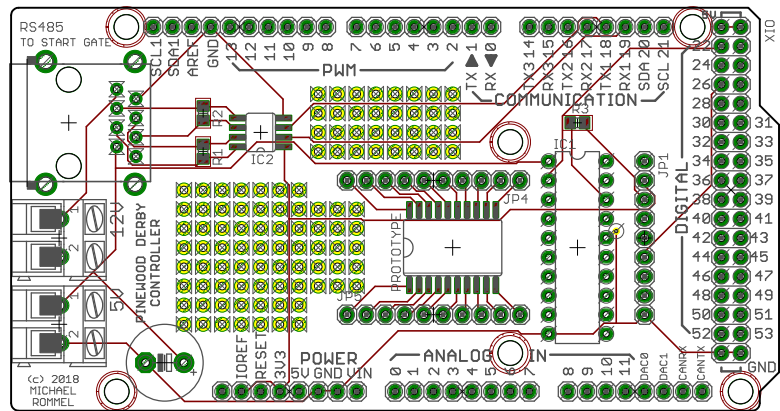 RS485
TO START GATE
SCL1
SDA1
AREF
GND
13
12
11
10
9
8
7
6
5
4
3
2
1
0
TX
RX
PWM
COMMUNICATION
TX3 14
RX3 15
TX2 16
RX2 17
TX1 18
RX1 19
SDA 20
SCL 21
5V
XIO
22
24
26
28
30 31
32 33
34 35
36 37
38 39
40 41
42 43
44 45
46 47
48 49
50 51
52 53
GND
DIGITAL
R2
R1
IC2
R3
IC1
JP1
JP4
JP5
PROTOTYPE
1
2
12V
1
2
5V
PINEWOOD DERBY
CONTROLLER
+
(c) 2018
MICHAEL
ROMMEL
IOREF
RESET
3V3
5V
GND
VIN
POWER
ANALOG IN
0
1
2
3
4
5
6
7
8
9
10
11
DAC0
DAC1
CANRX
CANTX